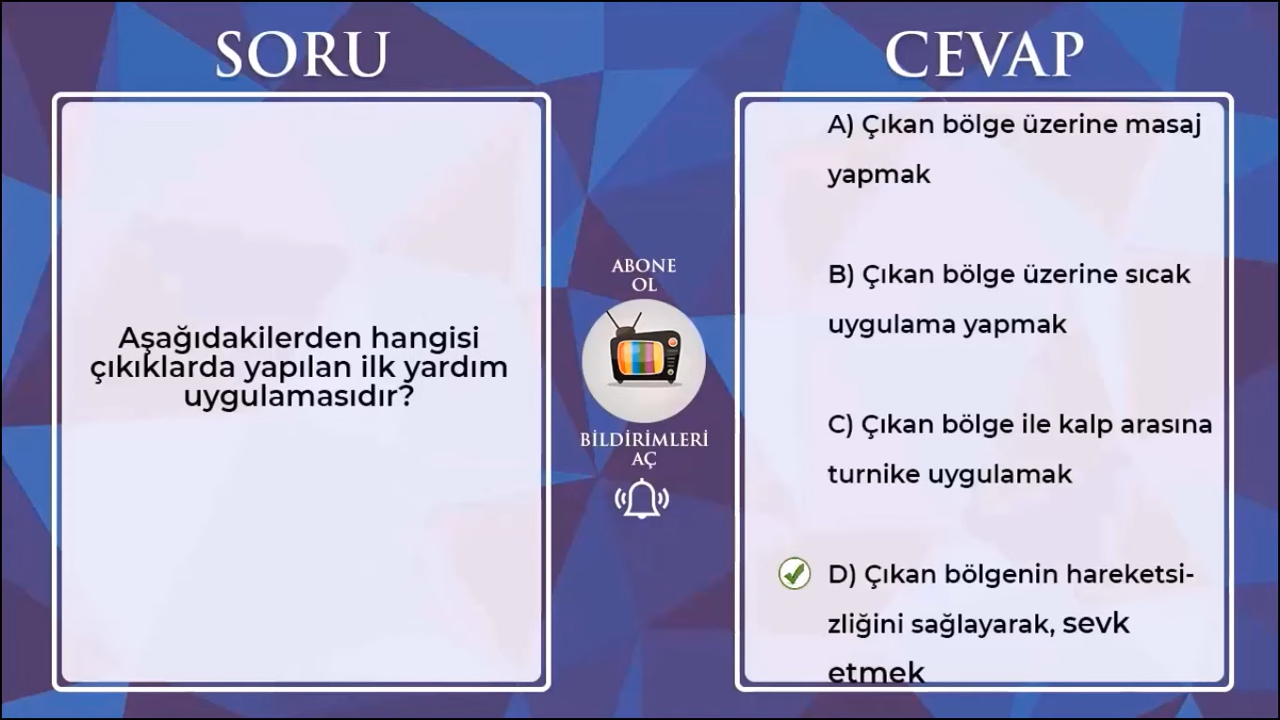 SORU
Aşağıdakilerden hangisi
çıkıklarda yapılan ilk yardım
uygulamasıdır?
ABONE
OL
BİLDİRİMLERİ
AÇ
CEVAP
A) Çıkan bölge üzerine masaj
yapmak
B) Çıkan bölge üzerine sıcak
uygulama yapmak
C) Çıkan bölge ile kalp arasına
turnike uygulamak
D) Çıkan bölgenin hareketsi-
zliğini sağlayarak, sevk
etmek